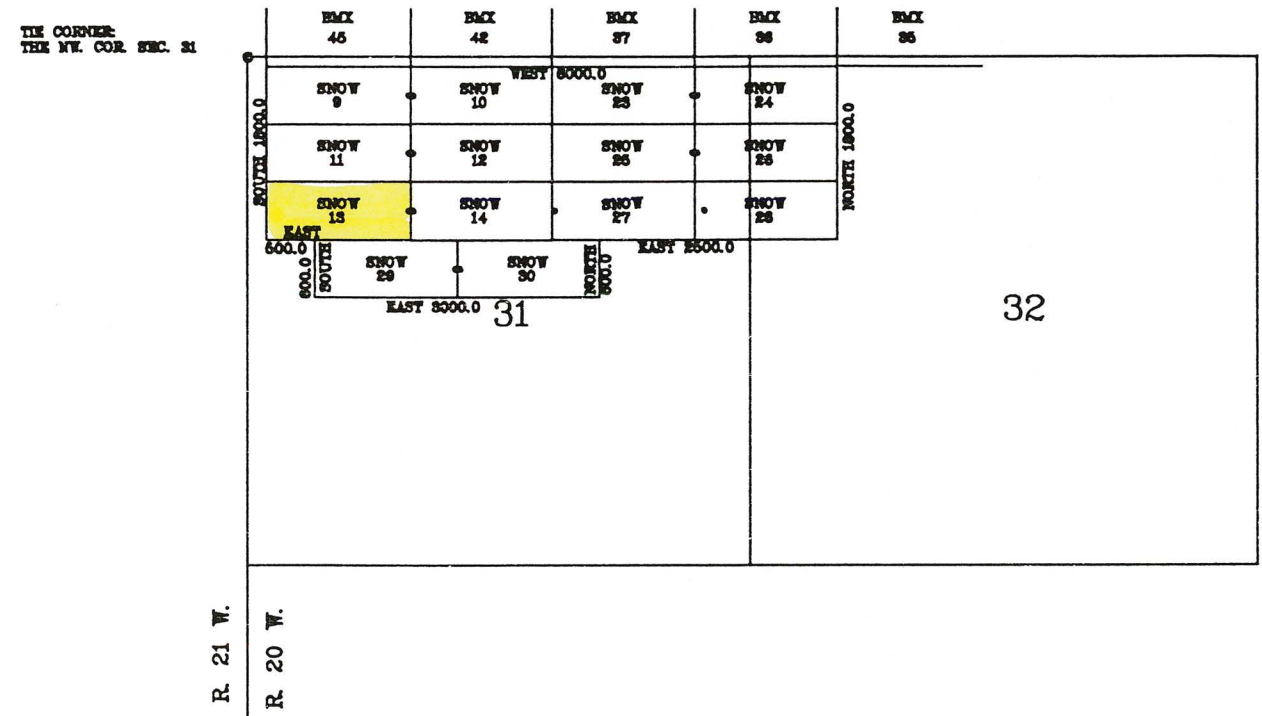 TIE CORNER:
THE NW. COR. SEC. 31
BMX
45
BMX
42
BMX
37
BMX
36
BMX
35
WEST 6000.0
SOUTH 1800.0
NORTH 1800.0
SNOW
9
SNOW
10
SNOW
23
SNOW
24
SNOW
11
SNOW
12
SNOW
25
SNOW
26
SNOW
13
SNOW
14
SNOW
27
SNOW
28
EAST
500.0
EAST 2500.0
600.0
SOUTH
SNOW
29
SNOW
30
NORTH
600.0
EAST 3000.0
31
32
R. 21 W.
R. 20 W.